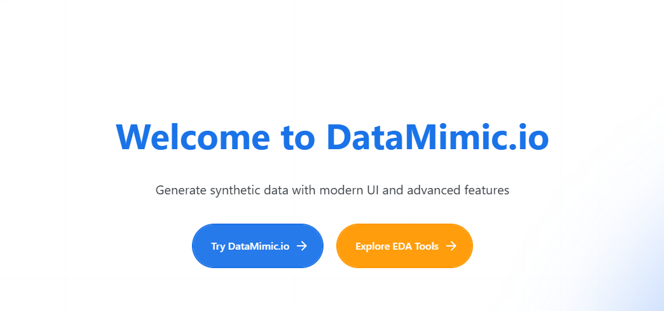 Welcome to DataMimic.io
Generate synthetic data with modern UI and advanced features
Try DataMimic.io →
Explore EDA Tools →